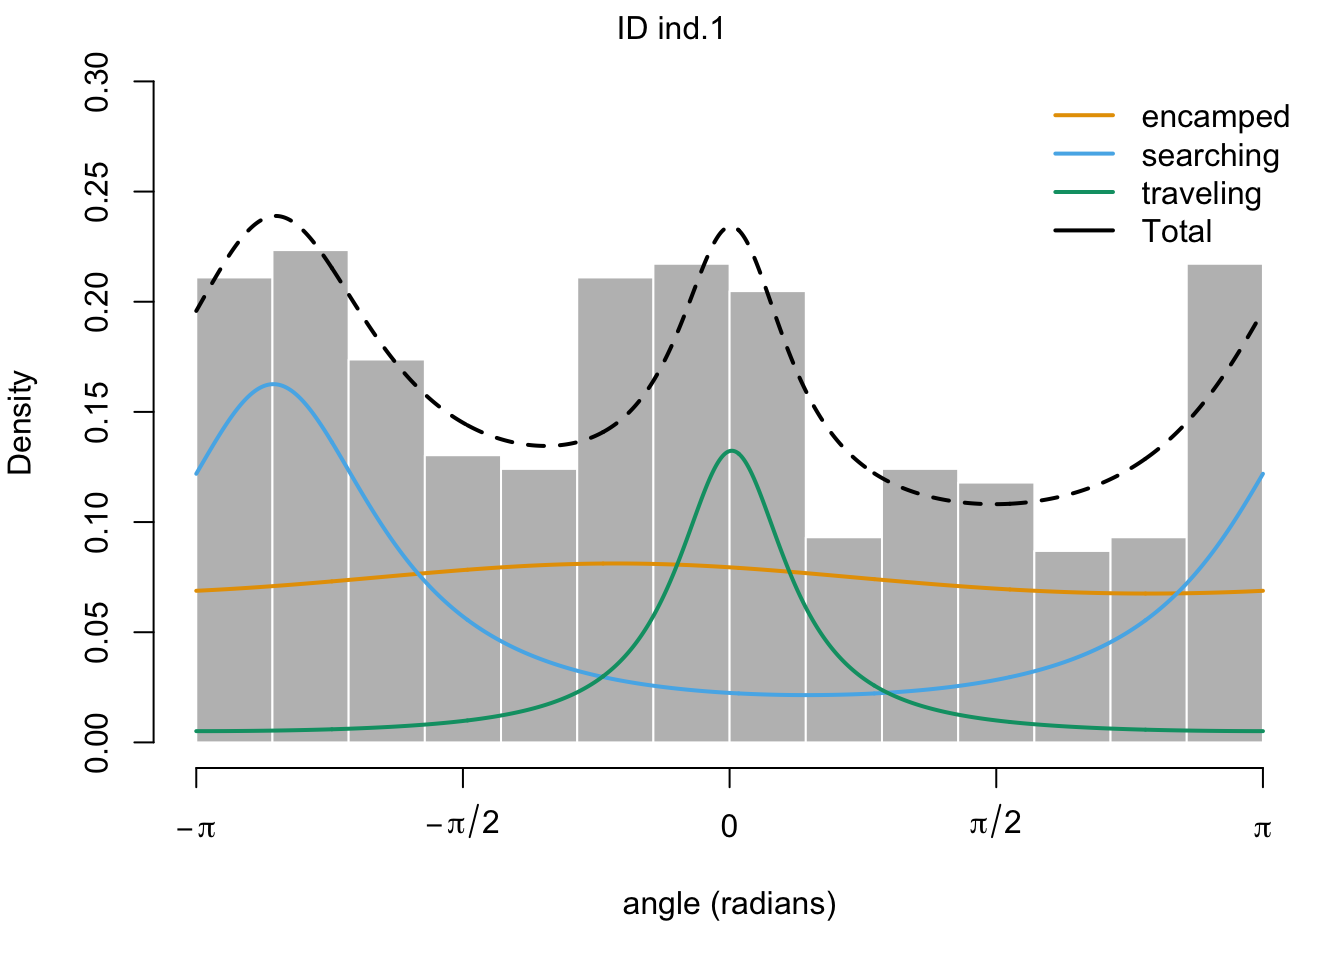 ID ind.1
0.30
0.25
0.20
0.15
0.10
0.05
0.00
Density
encamped
searching
traveling
Total
−π −π/2 0 π/2 π
angle (radians)